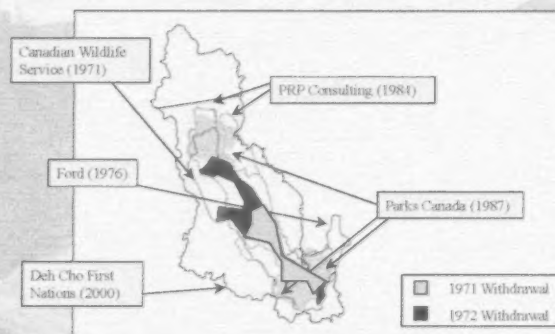 Canadian Wildlife
Service (1971)
PRP Consulting (1984)
Ford (1976)
Parks Canada (1987)
Deh Cho First
Nations (2000)
1971 Withdrawal
1972 Withdrawal